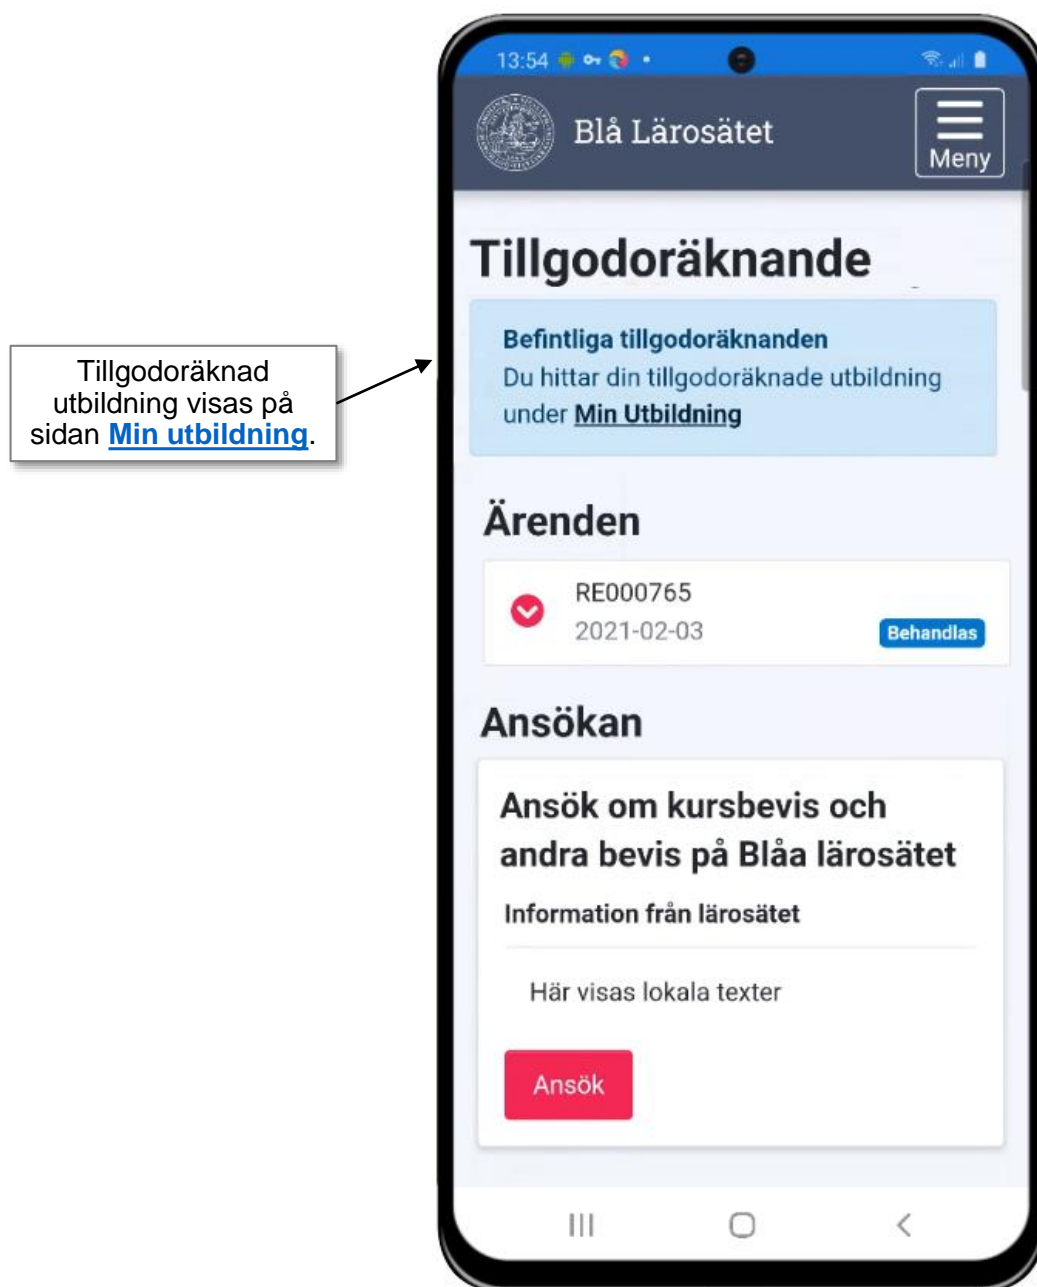 13:54
Blå Lärosätet
Meny
Tillgodoräknande
Befintliga tillgodoräknanden
Du hittar din tillgodoräknade utbildning
under Min Utbildning
Tillgodoräknad
utbildning visas på
sidan Min utbildning.
Ärenden
RE000765
2021-02-03
Behandlas
Ansökan
Ansök om kursbevis och
andra bevis på Blåa lärosätet
Information från lärosätet
Här visas lokala texter
Ansök